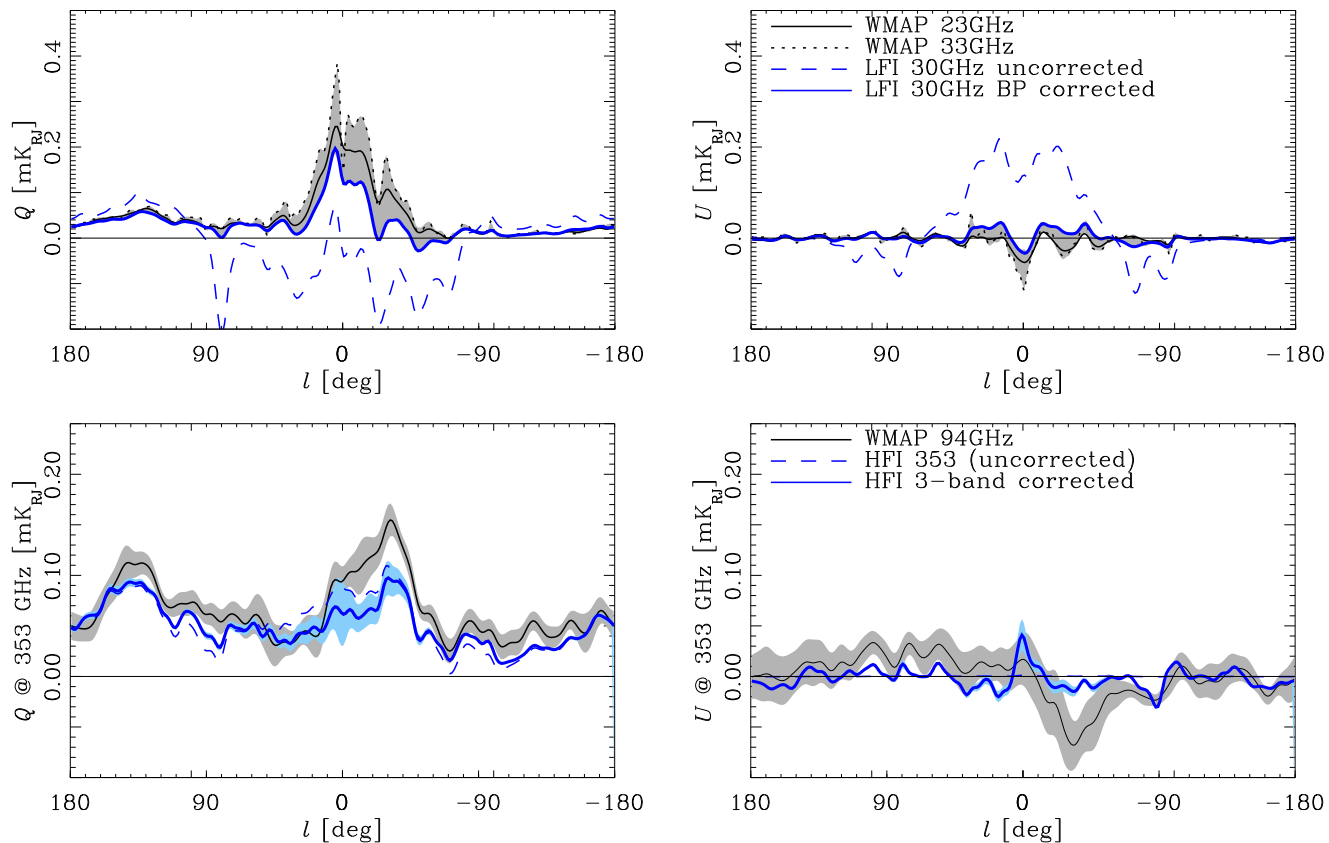 0.4
0.2
0.0
Q [mK_RJ]
180 90 0 −90 −180
l [deg]
WMAP 23GHz
WMAP 33GHz
LFI 30GHz uncorrected
LFI 30GHz BP corrected
0.4
0.2
0.0
U [mK_RJ]
180 90 0 −90 −180
l [deg]
0.20
0.10
0.00
Q @ 353 GHz [mK_RJ]
180 90 0 −90 −180
l [deg]
WMAP 94GHz
HFI 353 (uncorrected)
HFI 3−band corrected
0.20
0.10
0.00
U @ 353 GHz [mK_RJ]
180 90 0 −90 −180
l [deg]